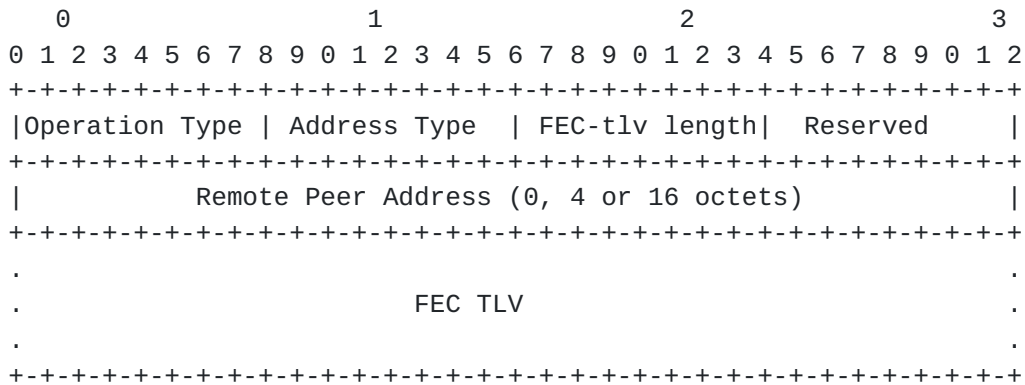 0                   1                   2                   3
0 1 2 3 4 5 6 7 8 9 0 1 2 3 4 5 6 7 8 9 0 1 2 3 4 5 6 7 8 9 0 1 2
+-+-+-+-+-+-+-+-+-+-+-+-+-+-+-+-+-+-+-+-+-+-+-+-+-+-+-+-+-+-+-+-+
|Operation Type | Address Type  | FEC-tlv length|  Reserved     |
+-+-+-+-+-+-+-+-+-+-+-+-+-+-+-+-+-+-+-+-+-+-+-+-+-+-+-+-+-+-+-+-+
|           Remote Peer Address (0, 4 or 16 octets)             |
+-+-+-+-+-+-+-+-+-+-+-+-+-+-+-+-+-+-+-+-+-+-+-+-+-+-+-+-+-+-+-+-+
.                                                               .
.                         FEC TLV                               .
.                                                               .
+-+-+-+-+-+-+-+-+-+-+-+-+-+-+-+-+-+-+-+-+-+-+-+-+-+-+-+-+-+-+-+-+